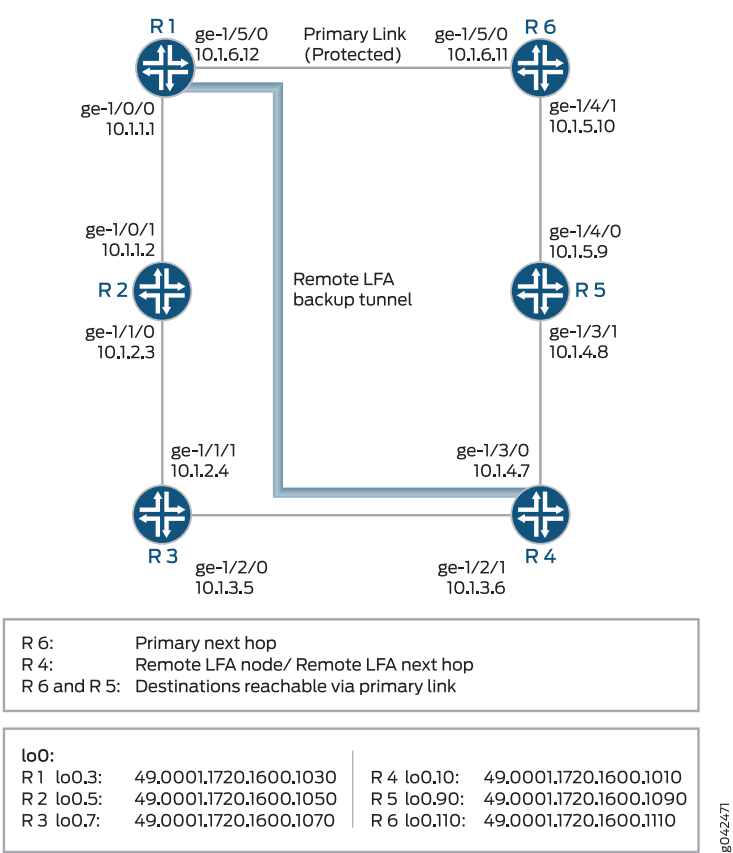 R 1
ge-1/5/0
10.1.6.12
Primary Link
(Protected)
ge-1/5/0
10.1.6.11
R 6
ge-1/0/0
10.1.1.1
ge-1/4/1
10.1.5.10
ge-1/0/1
10.1.1.2
ge-1/4/0
10.1.5.9
R 2
Remote LFA
backup tunnel
R 5
ge-1/1/0
10.1.2.3
ge-1/3/1
10.1.4.8
ge-1/1/1
10.1.2.4
ge-1/3/0
10.1.4.7
R 3
R 4
ge-1/2/0
10.1.3.5
ge-1/2/1
10.1.3.6
R 6: Primary next hop
R 4: Remote LFA node/ Remote LFA next hop
R 6 and R 5: Destinations reachable via primary link
lo0:
R 1 lo0.3: 49.0001.1720.1600.1030
R 2 lo0.5: 49.0001.1720.1600.1050
R 3 lo0.7: 49.0001.1720.1600.1070
R 4 lo0.10: 49.0001.1720.1600.1010
R 5 lo0.90: 49.0001.1720.1600.1090
R 6 lo0.110: 49.0001.1720.1600.1110
g042471